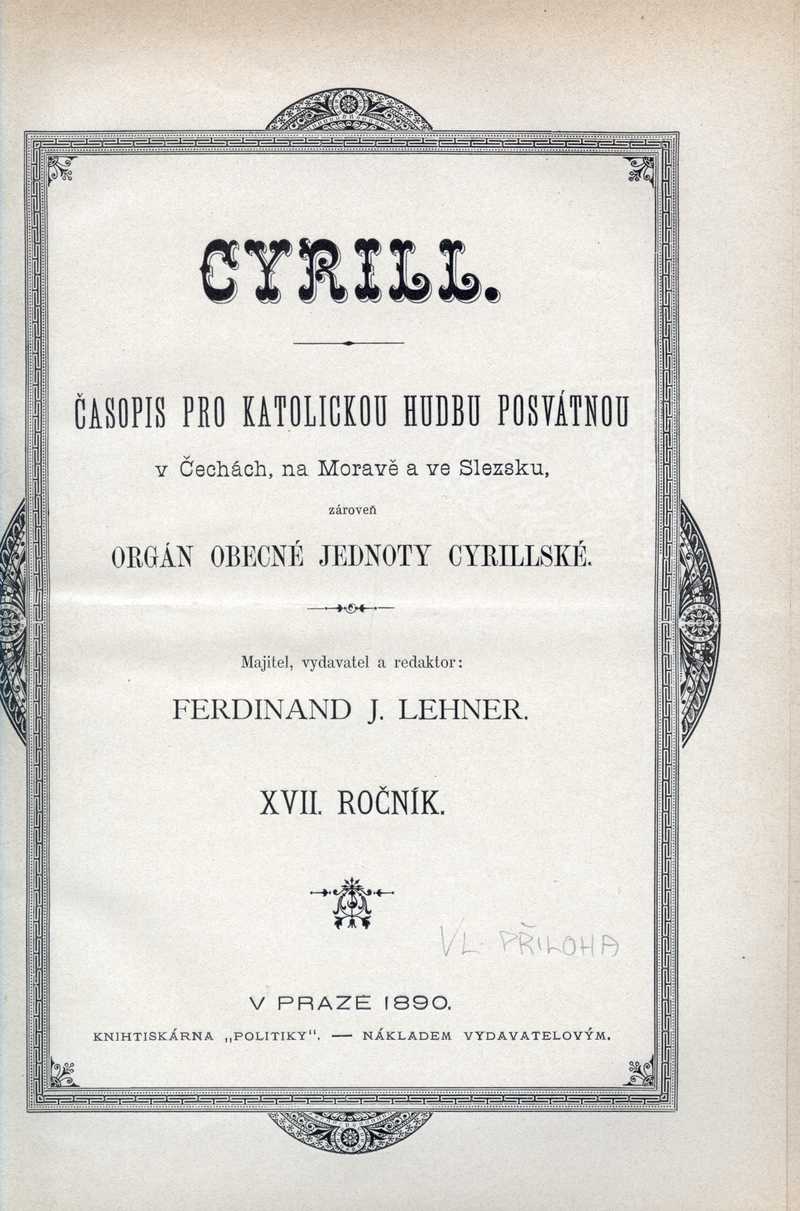 CYRILL.
ČASOPIS PRO KATOLICKOU HUDBU POSVÁTNOU
v Čechách, na Moravě a ve Slezsku,
zároveň
ORGÁN OBECNÉ JEDNOTY CYRILLSKÉ.
Majitel, vydavatel a redaktor:
FERDINAND J. LEHNER.
XVII. ROČNÍK.
VL. PŘILOHA
V PRAZE 1890.
KNIHTISKÁRNA „POLITIKY“. — NÁKLADEM VYDAVATELOVÝM.